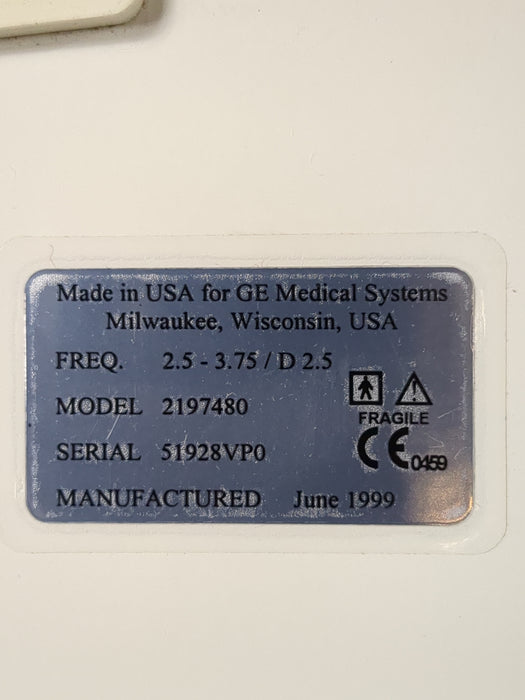 Made in USA for GE Medical Systems
Milwaukee, Wisconsin, USA
FREQ. 2.5 - 3.75 / D 2.5
MODEL 2197480
FRAGILE
SERIAL 51928VP0
CE 0459
MANUFACTURED June 1999